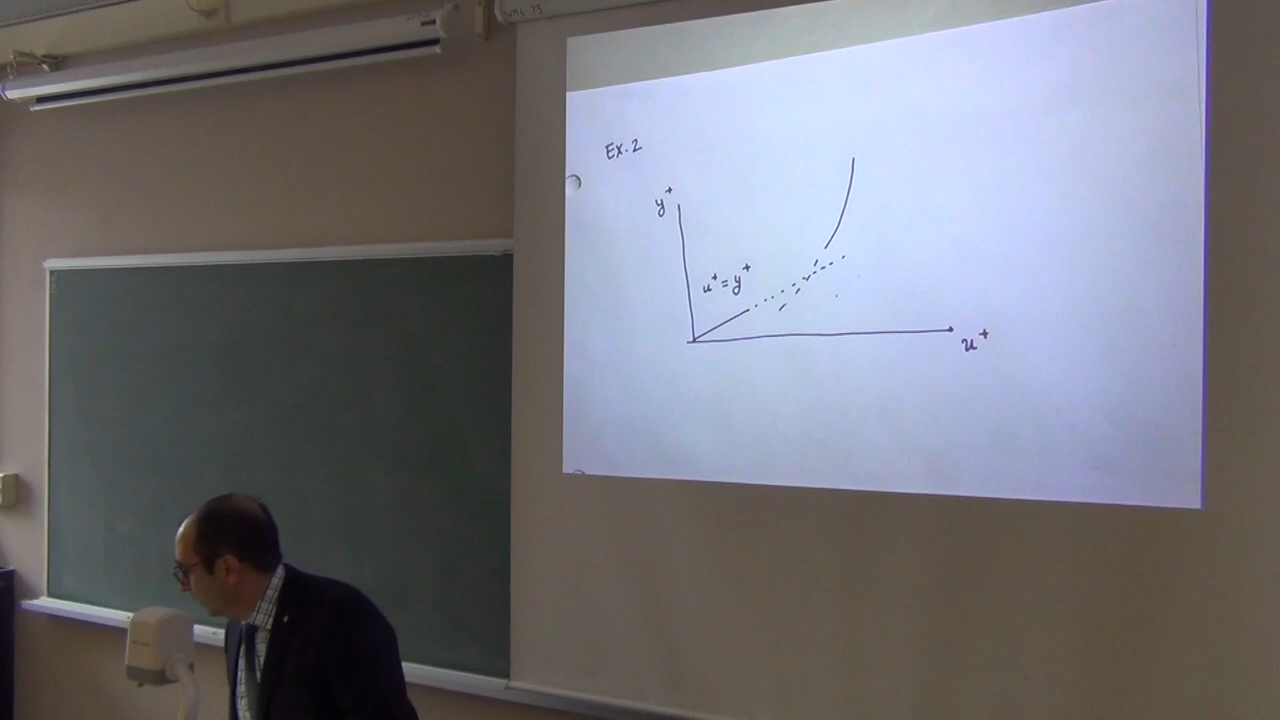 Ex.2
y⁺
u⁺ = y⁺
u⁺